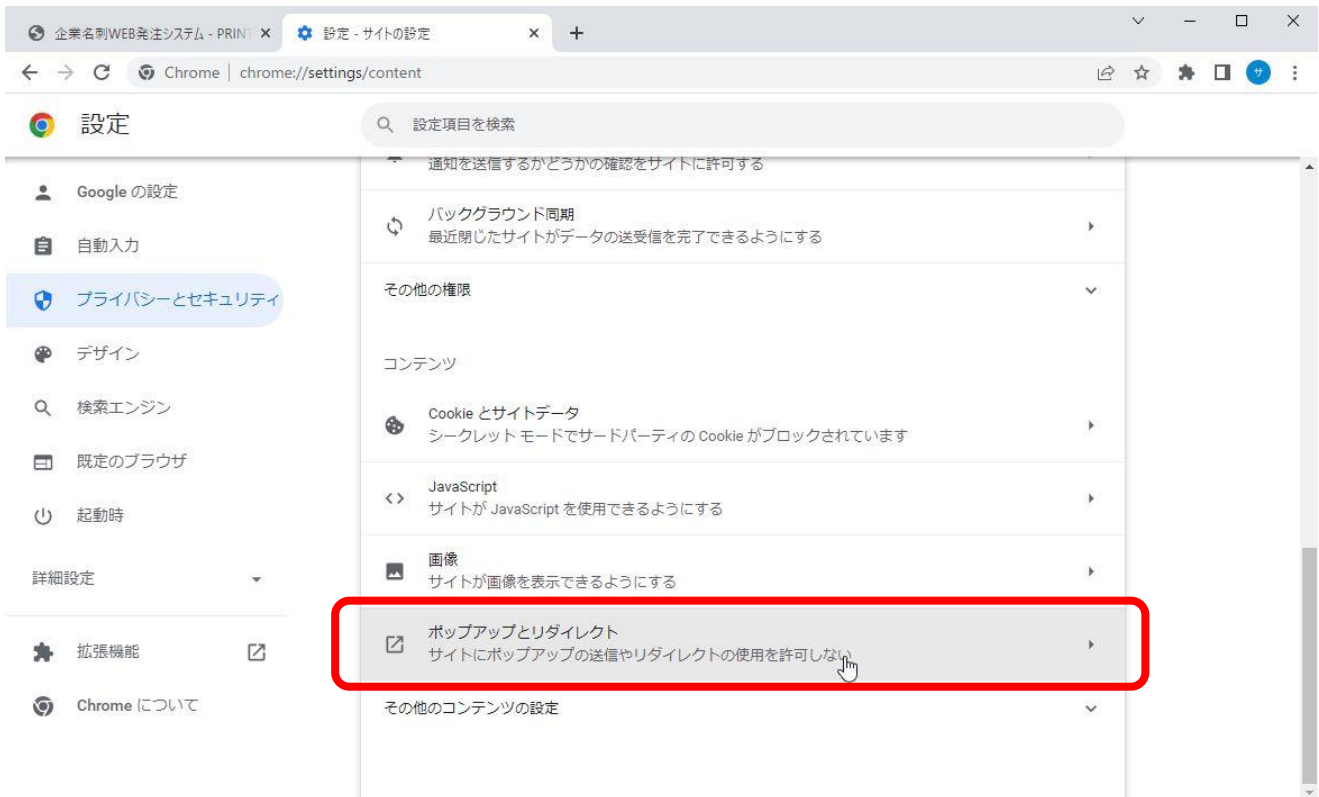 企業名刺WEB発注システム - PRINT
設定 - サイトの設定
Chrome | chrome://settings/content
サ
設定
設定項目を検索
Google の設定
自動入力
プライバシーとセキュリティ
デザイン
検索エンジン
既定のブラウザ
起動時
詳細設定
拡張機能
Chrome について
通知を送信するかどうかの確認をサイトに許可する
バックグラウンド同期
最近閉じたサイトがデータの送受信を完了できるようにする
その他の権限
コンテンツ
Cookie とサイトデータ
シークレット モードでサードパーティの Cookie がブロックされています
JavaScript
サイトが JavaScript を使用できるようにする
画像
サイトが画像を表示できるようにする
ポップアップとリダイレクト
サイトにポップアップの送信やリダイレクトの使用を許可しない
その他のコンテンツの設定